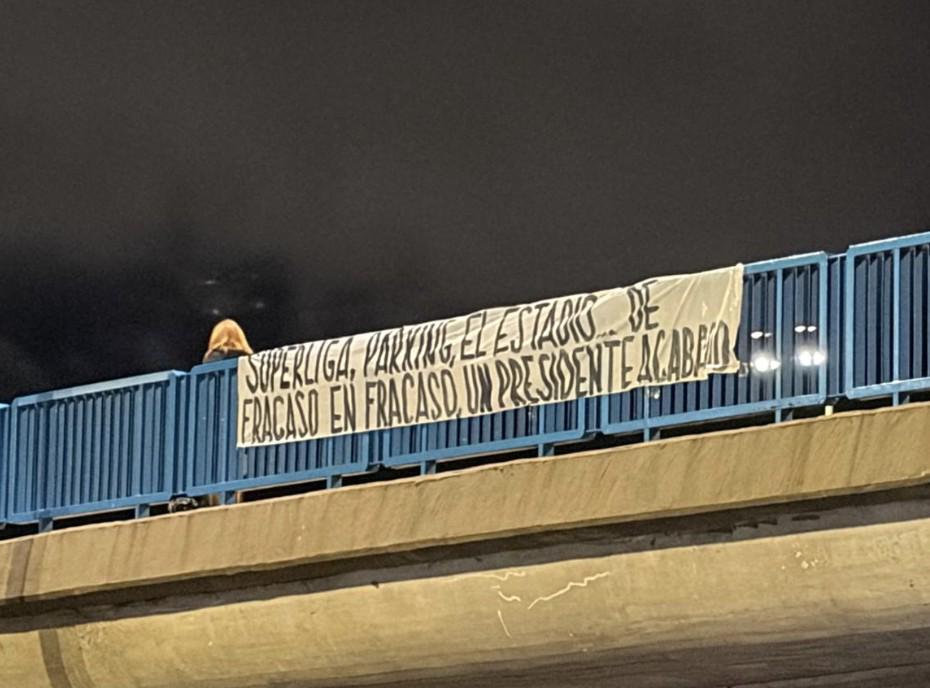 SUPERLIGA, PARKING, EL ESTADIO... DE
FRACASO EN FRACASO, UN PRESIDENTE ACABADO